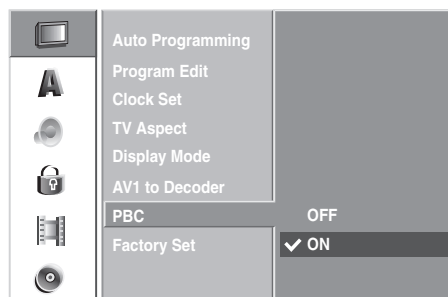 A
Auto Programming
Program Edit
Clock Set
TV Aspect
Display Mode
AV1 to Decoder
PBC
OFF
Factory Set
✓ ON